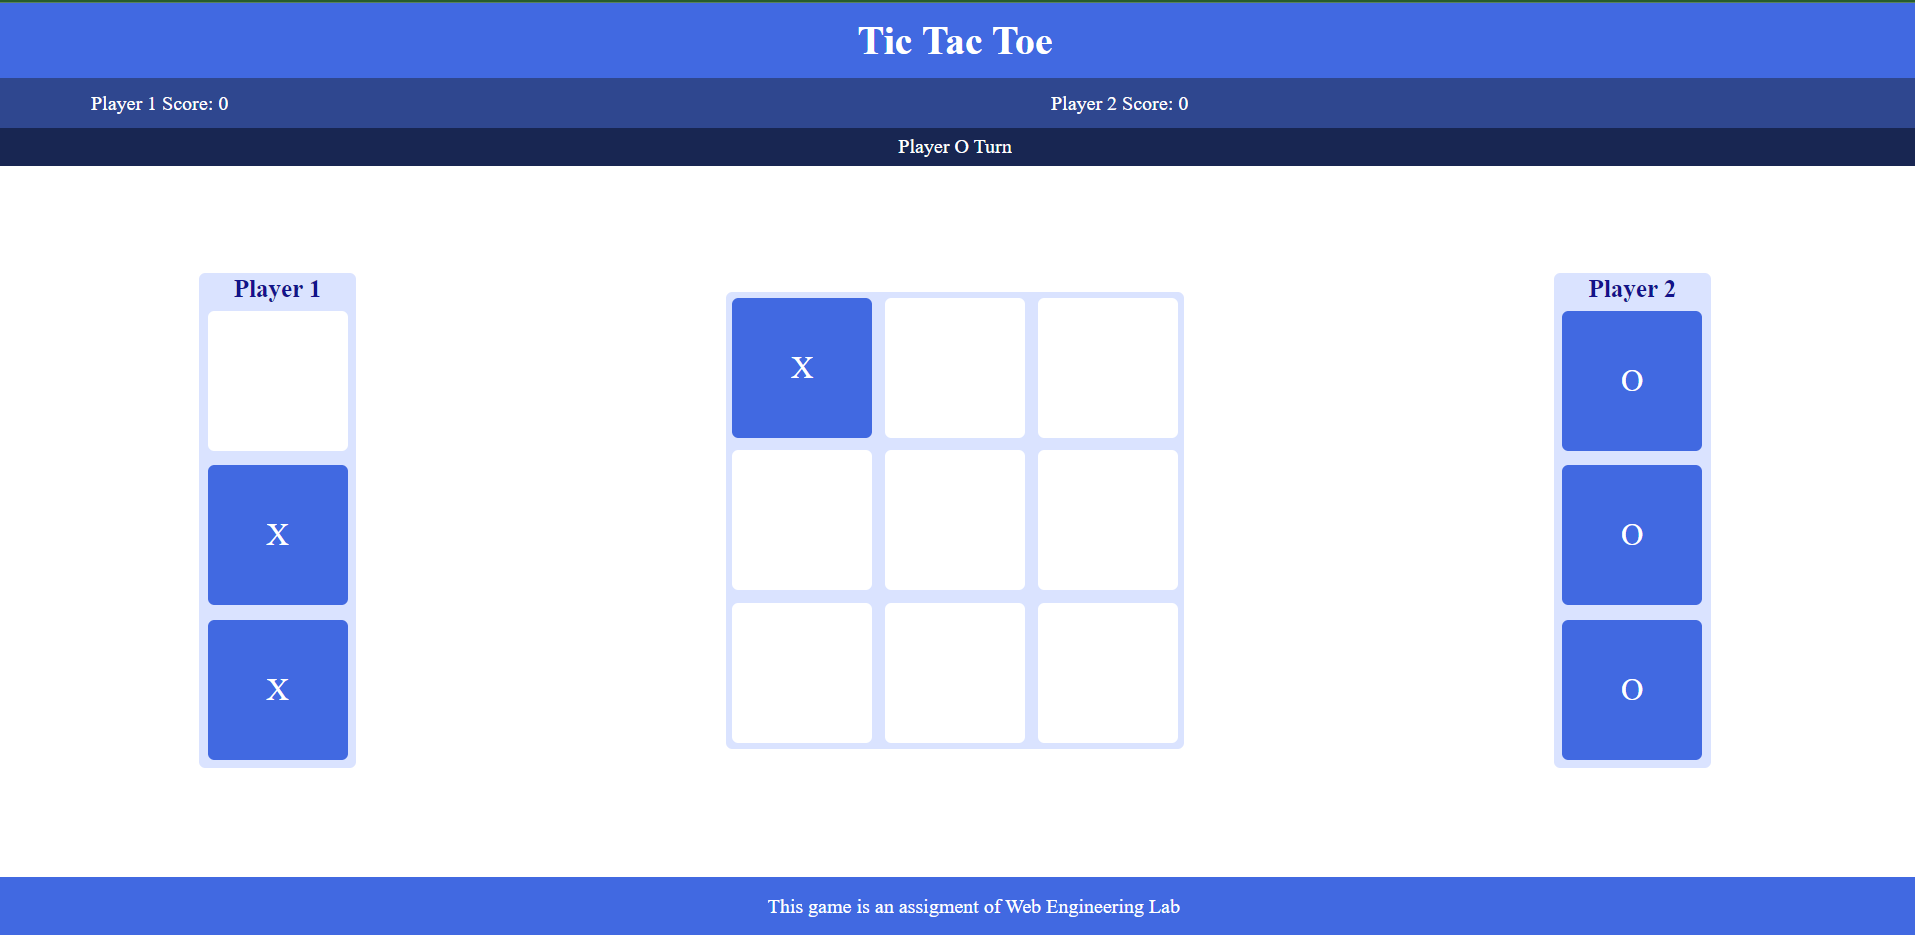 Tic Tac Toe
Player 1 Score: 0
Player 2 Score: 0
Player O Turn
Player 1
X
X
X
Player 2
O
O
O
This game is an assigment of Web Engineering Lab